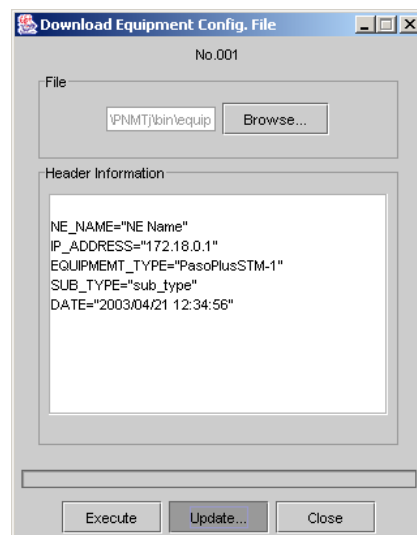 Download Equipment Config. File
No.001
File
\PNMTj\bin\equip
Browse...
Header Information
NE_NAME="NE Name"
IP_ADDRESS="172.18.0.1"
EQUIPMEMT_TYPE="PasoPlusSTM-1"
SUB_TYPE="sub_type"
DATE="2003/04/21 12:34:56"
Execute
Update...
Close